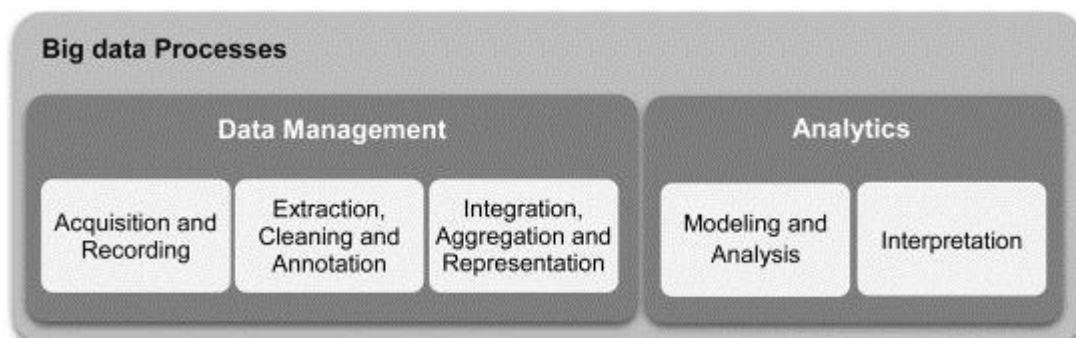 Big data Processes
Data Management
Acquisition and
Recording
Extraction,
Cleaning and
Annotation
Integration,
Aggregation and
Representation
Analytics
Modeling and
Analysis
Interpretation